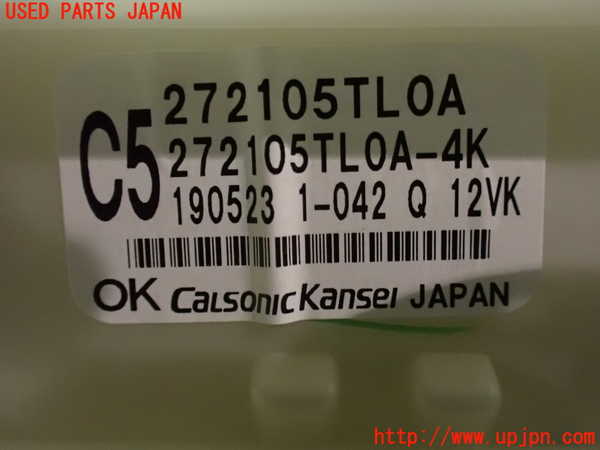 USED PARTS JAPAN
C5
272105TL0A
272105TL0A-4K
190523 1-042 Q 12VK
OK CalsonicKansei JAPAN
http://www.upjpn.com